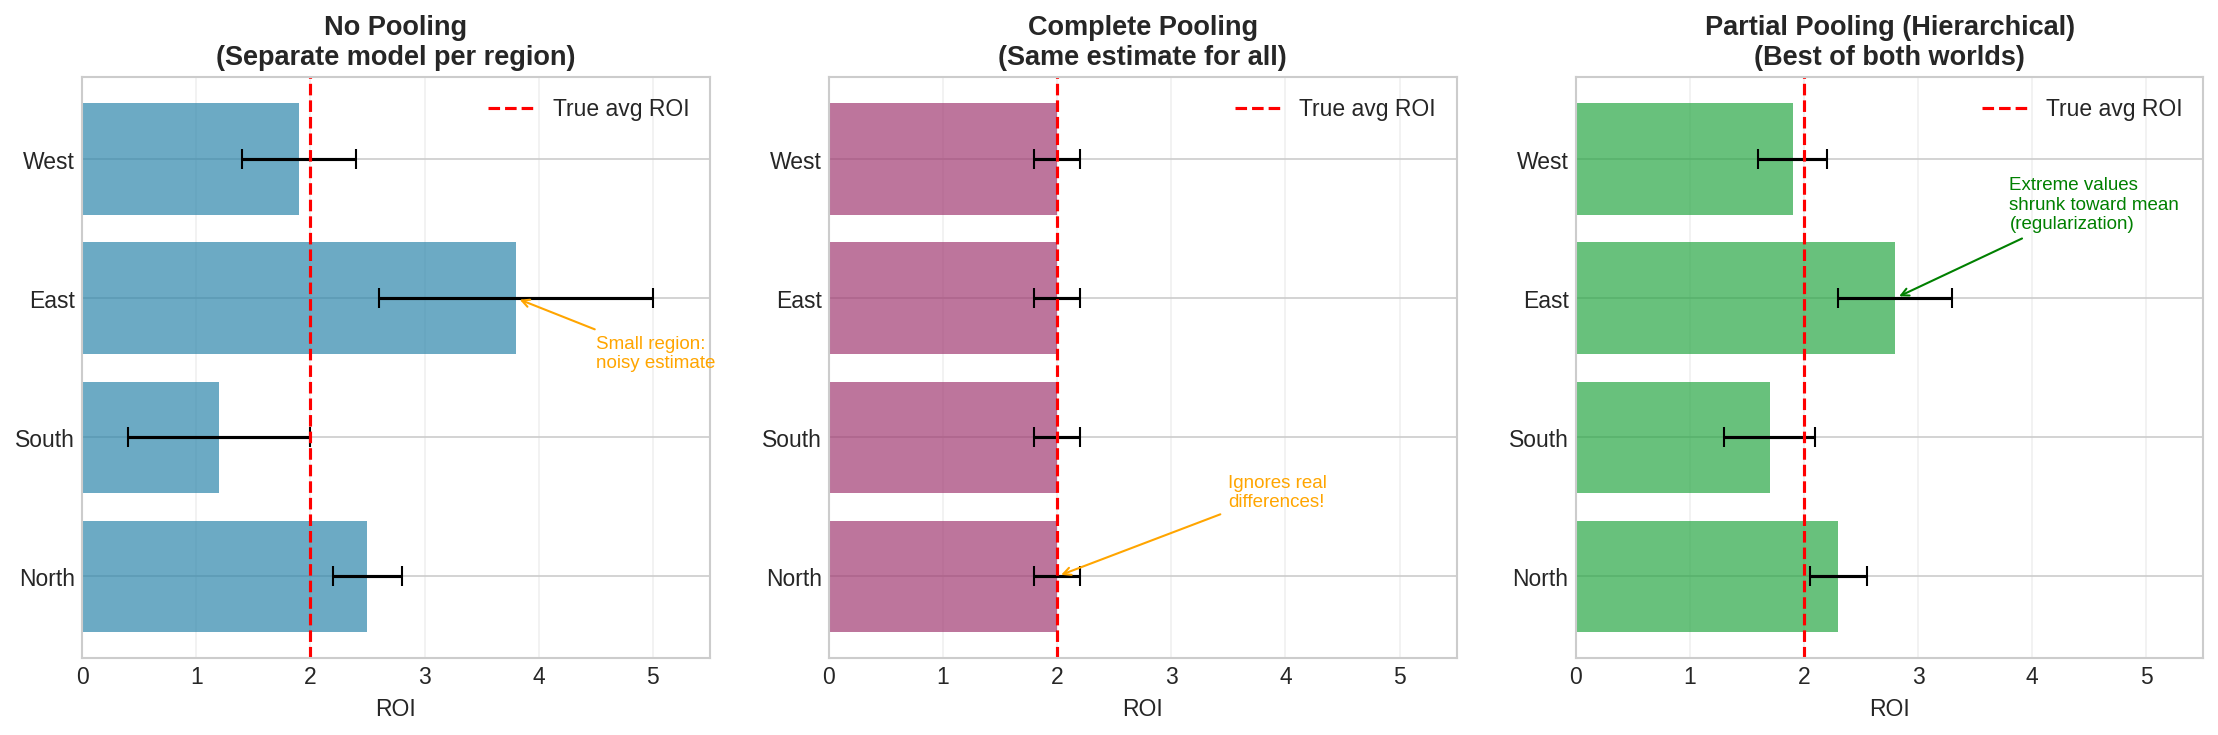 No Pooling
(Separate model per region)
True avg ROI
West
East
South
North
Small region:
noisy estimate
0 1 2 3 4 5
ROI
Complete Pooling
(Same estimate for all)
True avg ROI
West
East
South
North
Ignores real
differences!
0 1 2 3 4 5
ROI
Partial Pooling (Hierarchical)
(Best of both worlds)
True avg ROI
West
East
South
North
Extreme values
shrunk toward mean
(regularization)
0 1 2 3 4 5
ROI